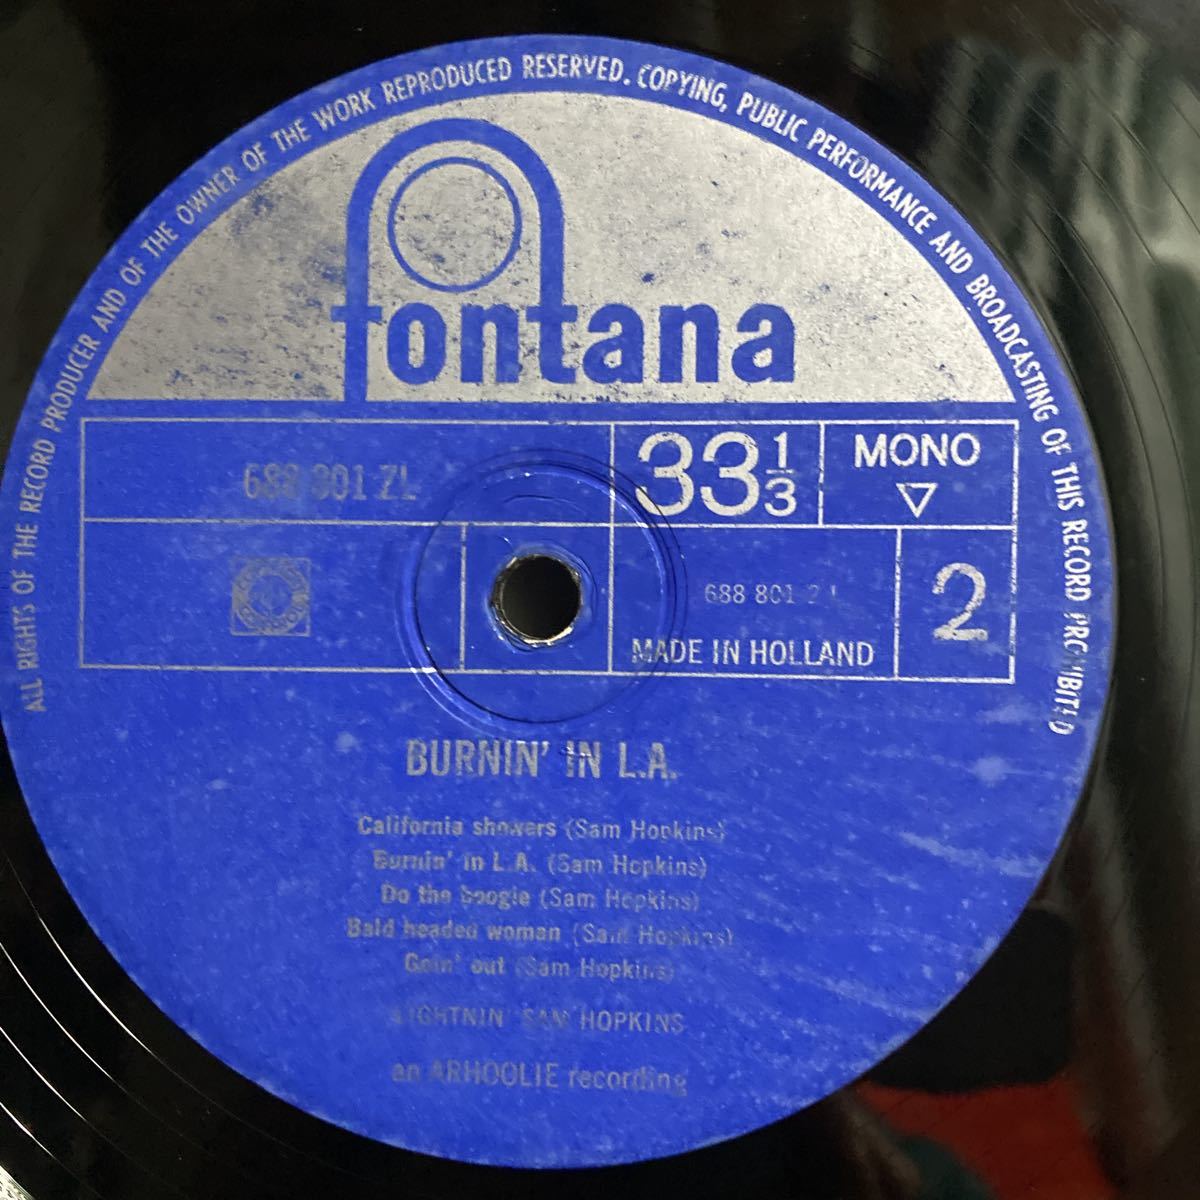 ALL RIGHTS OF THE RECORD PRODUCER AND OF THE OWNER OF THE WORK REPRODUCED RESERVED. COPYING, PUBLIC PERFORMANCE AND BROADCASTING OF THIS RECORD PROHIBITED
fontana
688 801 ZL
33 1/3
MONO
688 801 ZL
MADE IN HOLLAND
2
BURNIN' IN L.A.
California showers (Sam Hopkins)
Burnin' in L.A. (Sam Hopkins)
Do the boogie (Sam Hopkins)
Bald headed woman (Sam Hopkins)
Goin' out (Sam Hopkins)
LIGHTNIN' SAM HOPKINS
an ARHOOLIE recording